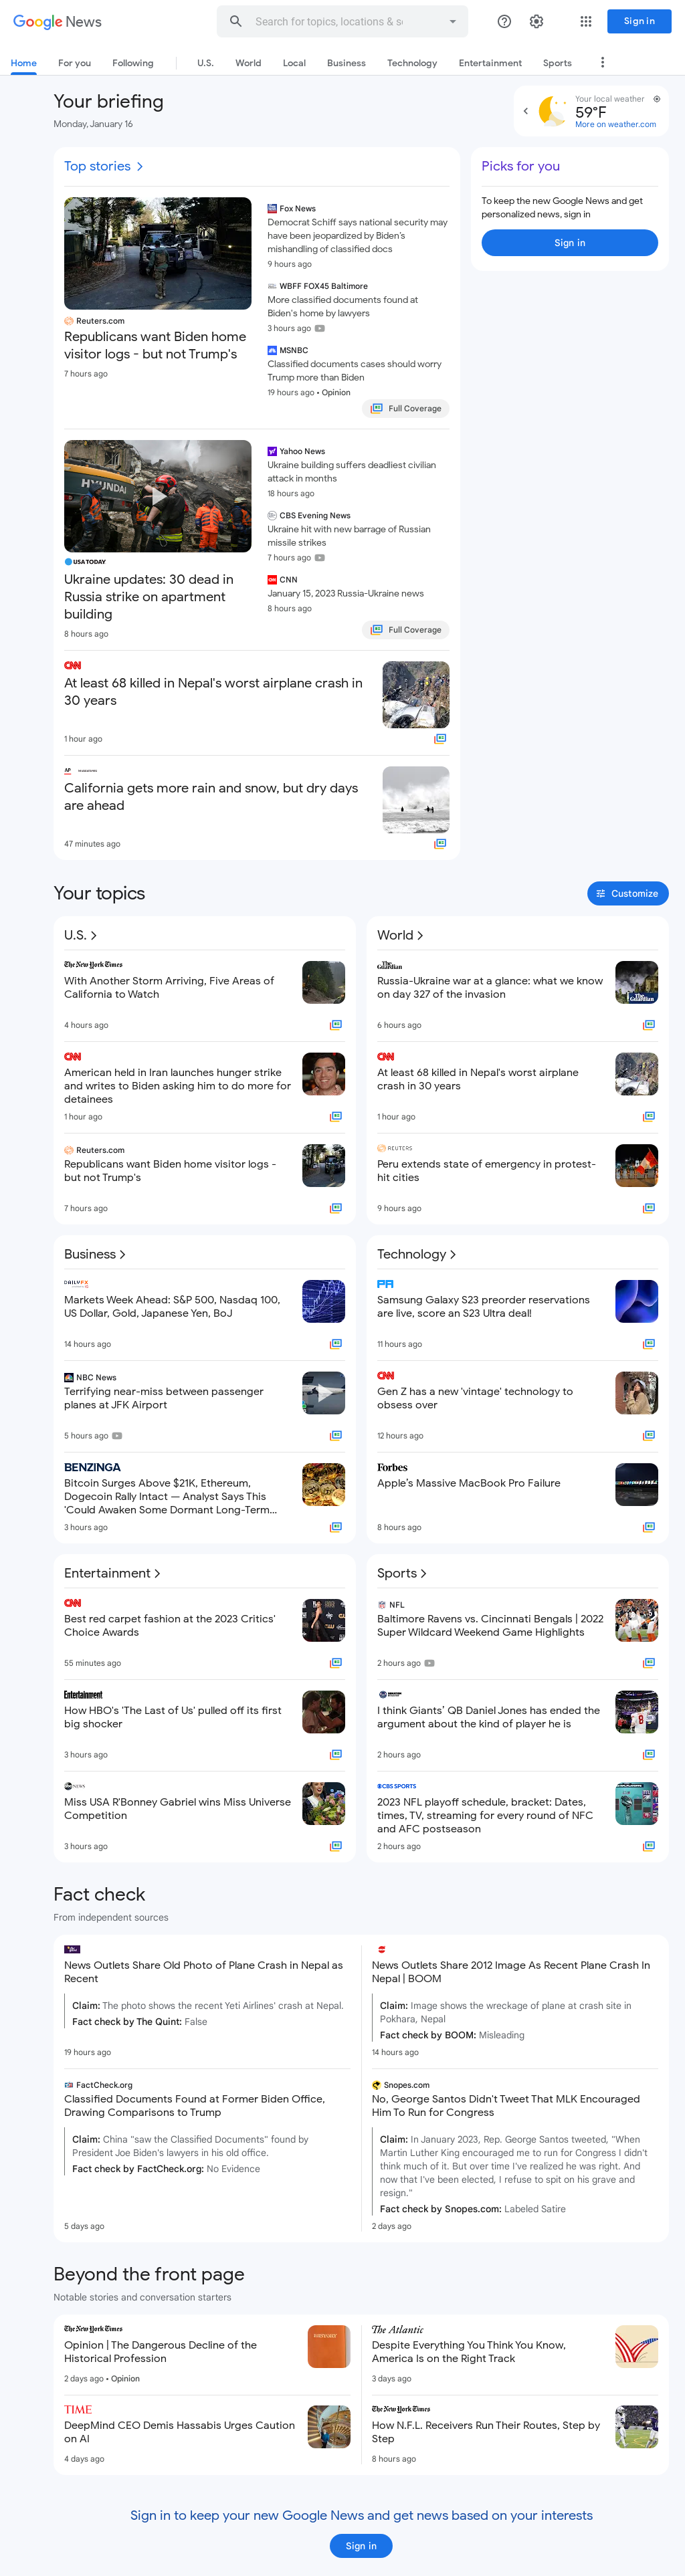 Google News
Search for topics, locations & s
Sign in
Home
For you
Following
U.S.
World
Local
Business
Technology
Entertainment
Sports
Your briefing
Monday, January 16
Your local weather
59°F
More on weather.com
Top stories
Reuters.com
Republicans want Biden home
visitor logs - but not Trump's
7 hours ago
Fox News
Democrat Schiff says national security may
have been jeopardized by Biden's
mishandling of classified docs
9 hours ago
WBFF FOX45 Baltimore
More classified documents found at
Biden's home by lawyers
3 hours ago
MSNBC
Classified documents cases should worry
Trump more than Biden
19 hours ago • Opinion
Full Coverage
Picks for you
To keep the new Google News and get
personalized news, sign in
Sign in
HYUNDAI
USA TODAY
Ukraine updates: 30 dead in
Russia strike on apartment
building
8 hours ago
Yahoo News
Ukraine building suffers deadliest civilian
attack in months
18 hours ago
CBS Evening News
Ukraine hit with new barrage of Russian
missile strikes
7 hours ago
CNN
January 15, 2023 Russia-Ukraine news
8 hours ago
Full Coverage
CNN
At least 68 killed in Nepal's worst airplane crash in
30 years
1 hour ago
AP
California gets more rain and snow, but dry days
are ahead
47 minutes ago
Your topics
Customize
U.S.
The New York Times
With Another Storm Arriving, Five Areas of
California to Watch
4 hours ago
CNN
American held in Iran launches hunger strike
and writes to Biden asking him to do more for
detainees
1 hour ago
Reuters.com
Republicans want Biden home visitor logs -
but not Trump's
7 hours ago
World
The Guardian
Russia-Ukraine war at a glance: what we know
on day 327 of the invasion
The Guardian
6 hours ago
CNN
At least 68 killed in Nepal's worst airplane
crash in 30 years
1 hour ago
REUTERS
Peru extends state of emergency in protest-
hit cities
9 hours ago
Business
DAILYFX
Markets Week Ahead: S&P 500, Nasdaq 100,
US Dollar, Gold, Japanese Yen, BoJ
14 hours ago
NBC News
Terrifying near-miss between passenger
planes at JFK Airport
5 hours ago
BENZINGA
Bitcoin Surges Above $21K, Ethereum,
Dogecoin Rally Intact — Analyst Says This
'Could Awaken Some Dormant Long-Term...
3 hours ago
Technology
PA
Samsung Galaxy S23 preorder reservations
are live, score an S23 Ultra deal!
11 hours ago
CNN
Gen Z has a new 'vintage' technology to
obsess over
12 hours ago
Forbes
Apple's Massive MacBook Pro Failure
8 hours ago
Entertainment
CNN
Best red carpet fashion at the 2023 Critics'
Choice Awards
55 minutes ago
Entertainment
How HBO's 'The Last of Us' pulled off its first
big shocker
3 hours ago
abc NEWS
Miss USA R'Bonney Gabriel wins Miss Universe
Competition
3 hours ago
Sports
NFL
Baltimore Ravens vs. Cincinnati Bengals | 2022
Super Wildcard Weekend Game Highlights
2 hours ago
I think Giants' QB Daniel Jones has ended the
argument about the kind of player he is
8
2 hours ago
CBS SPORTS
2023 NFL playoff schedule, bracket: Dates,
times, TV, streaming for every round of NFC
and AFC postseason
2 hours ago
Fact check
From independent sources
News Outlets Share Old Photo of Plane Crash in Nepal as
Recent
Claim: The photo shows the recent Yeti Airlines' crash at Nepal.
Fact check by The Quint: False
19 hours ago
News Outlets Share 2012 Image As Recent Plane Crash In
Nepal | BOOM
Claim: Image shows the wreckage of plane at crash site in
Pokhara, Nepal
Fact check by BOOM: Misleading
14 hours ago
FactCheck.org
Classified Documents Found at Former Biden Office,
Drawing Comparisons to Trump
Claim: China "saw the Classified Documents" found by
President Joe Biden's lawyers in his old office.
Fact check by FactCheck.org: No Evidence
5 days ago
Snopes.com
No, George Santos Didn't Tweet That MLK Encouraged
Him To Run for Congress
Claim: In January 2023, Rep. George Santos tweeted, "When
Martin Luther King encouraged me to run for Congress I didn't
think much of it. But over time I've realized he was right. And
now that I've been elected, I refuse to spit on his grave and
resign."
Fact check by Snopes.com: Labeled Satire
2 days ago
Beyond the front page
Notable stories and conversation starters
The New York Times
Opinion | The Dangerous Decline of the
Historical Profession
2 days ago • Opinion
The Atlantic
Despite Everything You Think You Know,
America Is on the Right Track
3 days ago
TIME
DeepMind CEO Demis Hassabis Urges Caution
on AI
4 days ago
The New York Times
How N.F.L. Receivers Run Their Routes, Step by
Step
8 hours ago
Sign in to keep your new Google News and get news based on your interests
Sign in